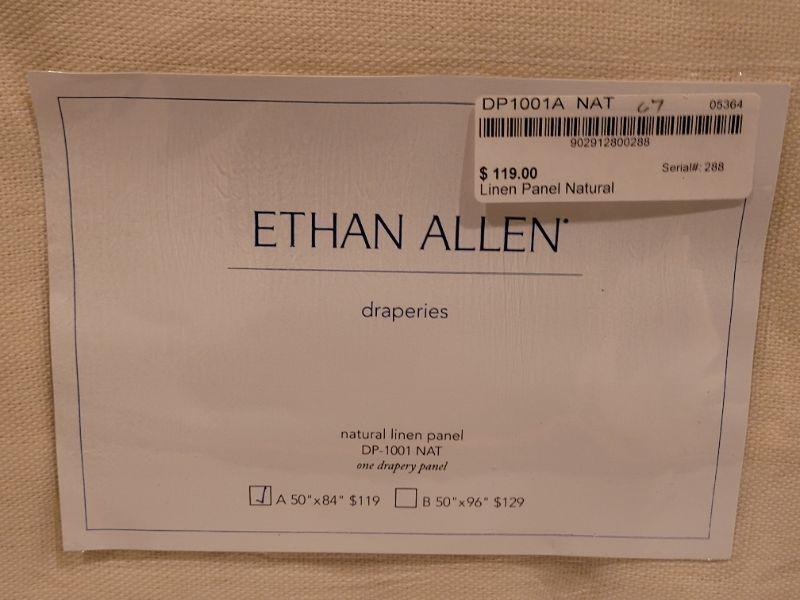 DP1001A NAT 67 05364
902912800288
$ 119.00 Serial#: 288
Linen Panel Natural
ETHAN ALLEN
draperies
natural linen panel
DP-1001 NAT
one drapery panel
A 50"x84" $119 B 50"x96" $129